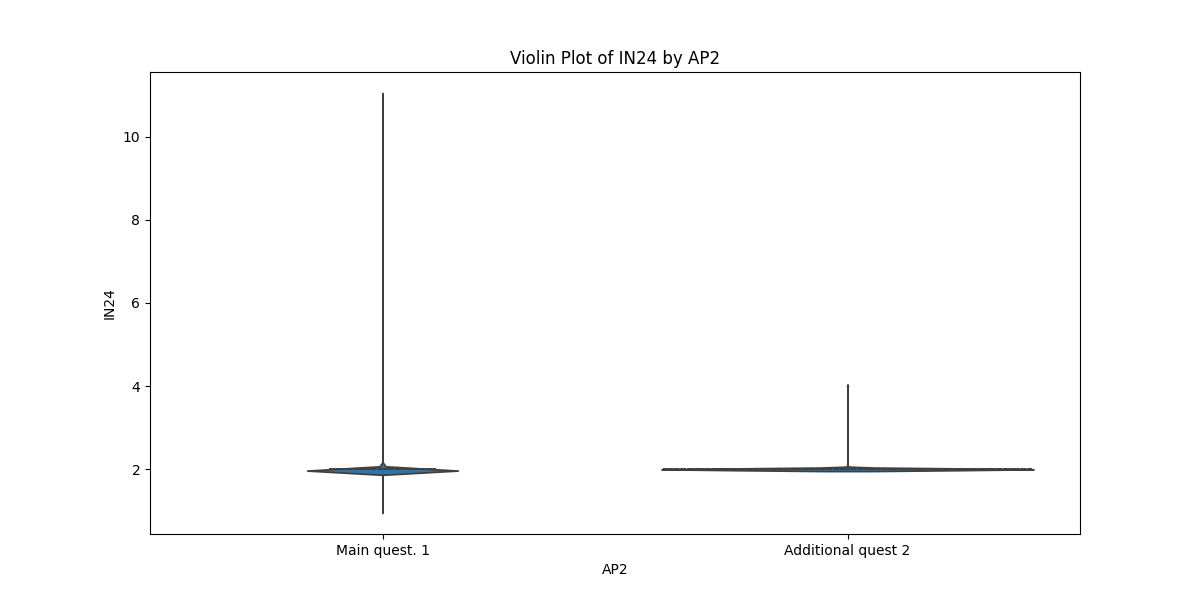 Violin Plot of IN24 by AP2
10
8
6
4
2
IN24
Main quest. 1
Additional quest 2
AP2